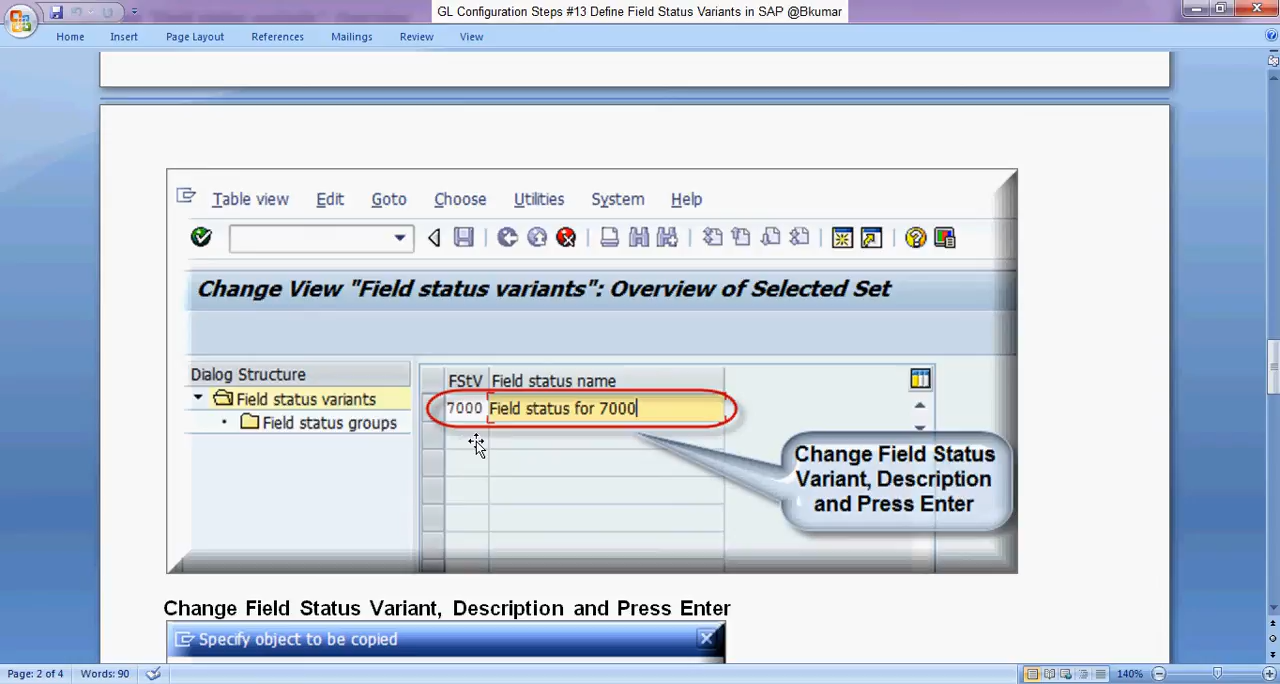 GL Configuration Steps #13 Define Field Status Variants in SAP @Bkumar
Home Insert Page Layout References Mailings Review View
Table view Edit Goto Choose Utilities System Help
Change View "Field status variants": Overview of Selected Set
Dialog Structure
Field status variants
Field status groups
FStV Field status name
7000 Field status for 7000
Change Field Status
Variant, Description
and Press Enter
Change Field Status Variant, Description and Press Enter
Specify object to be copied
Page: 2 of 4 Words: 90 140%